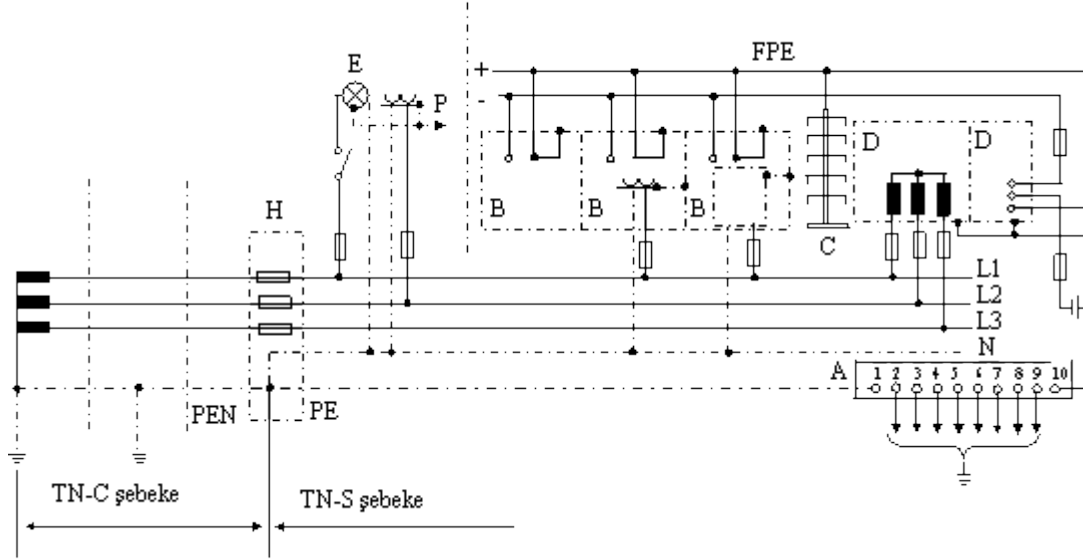 FPE
E
+
P
-
D
D
B
B
B
H
C
L1
L2
L3
N
A
1 2 3 4 5 6 7 8 9 10
PEN
PE
TN-C şebeke
TN-S şebeke